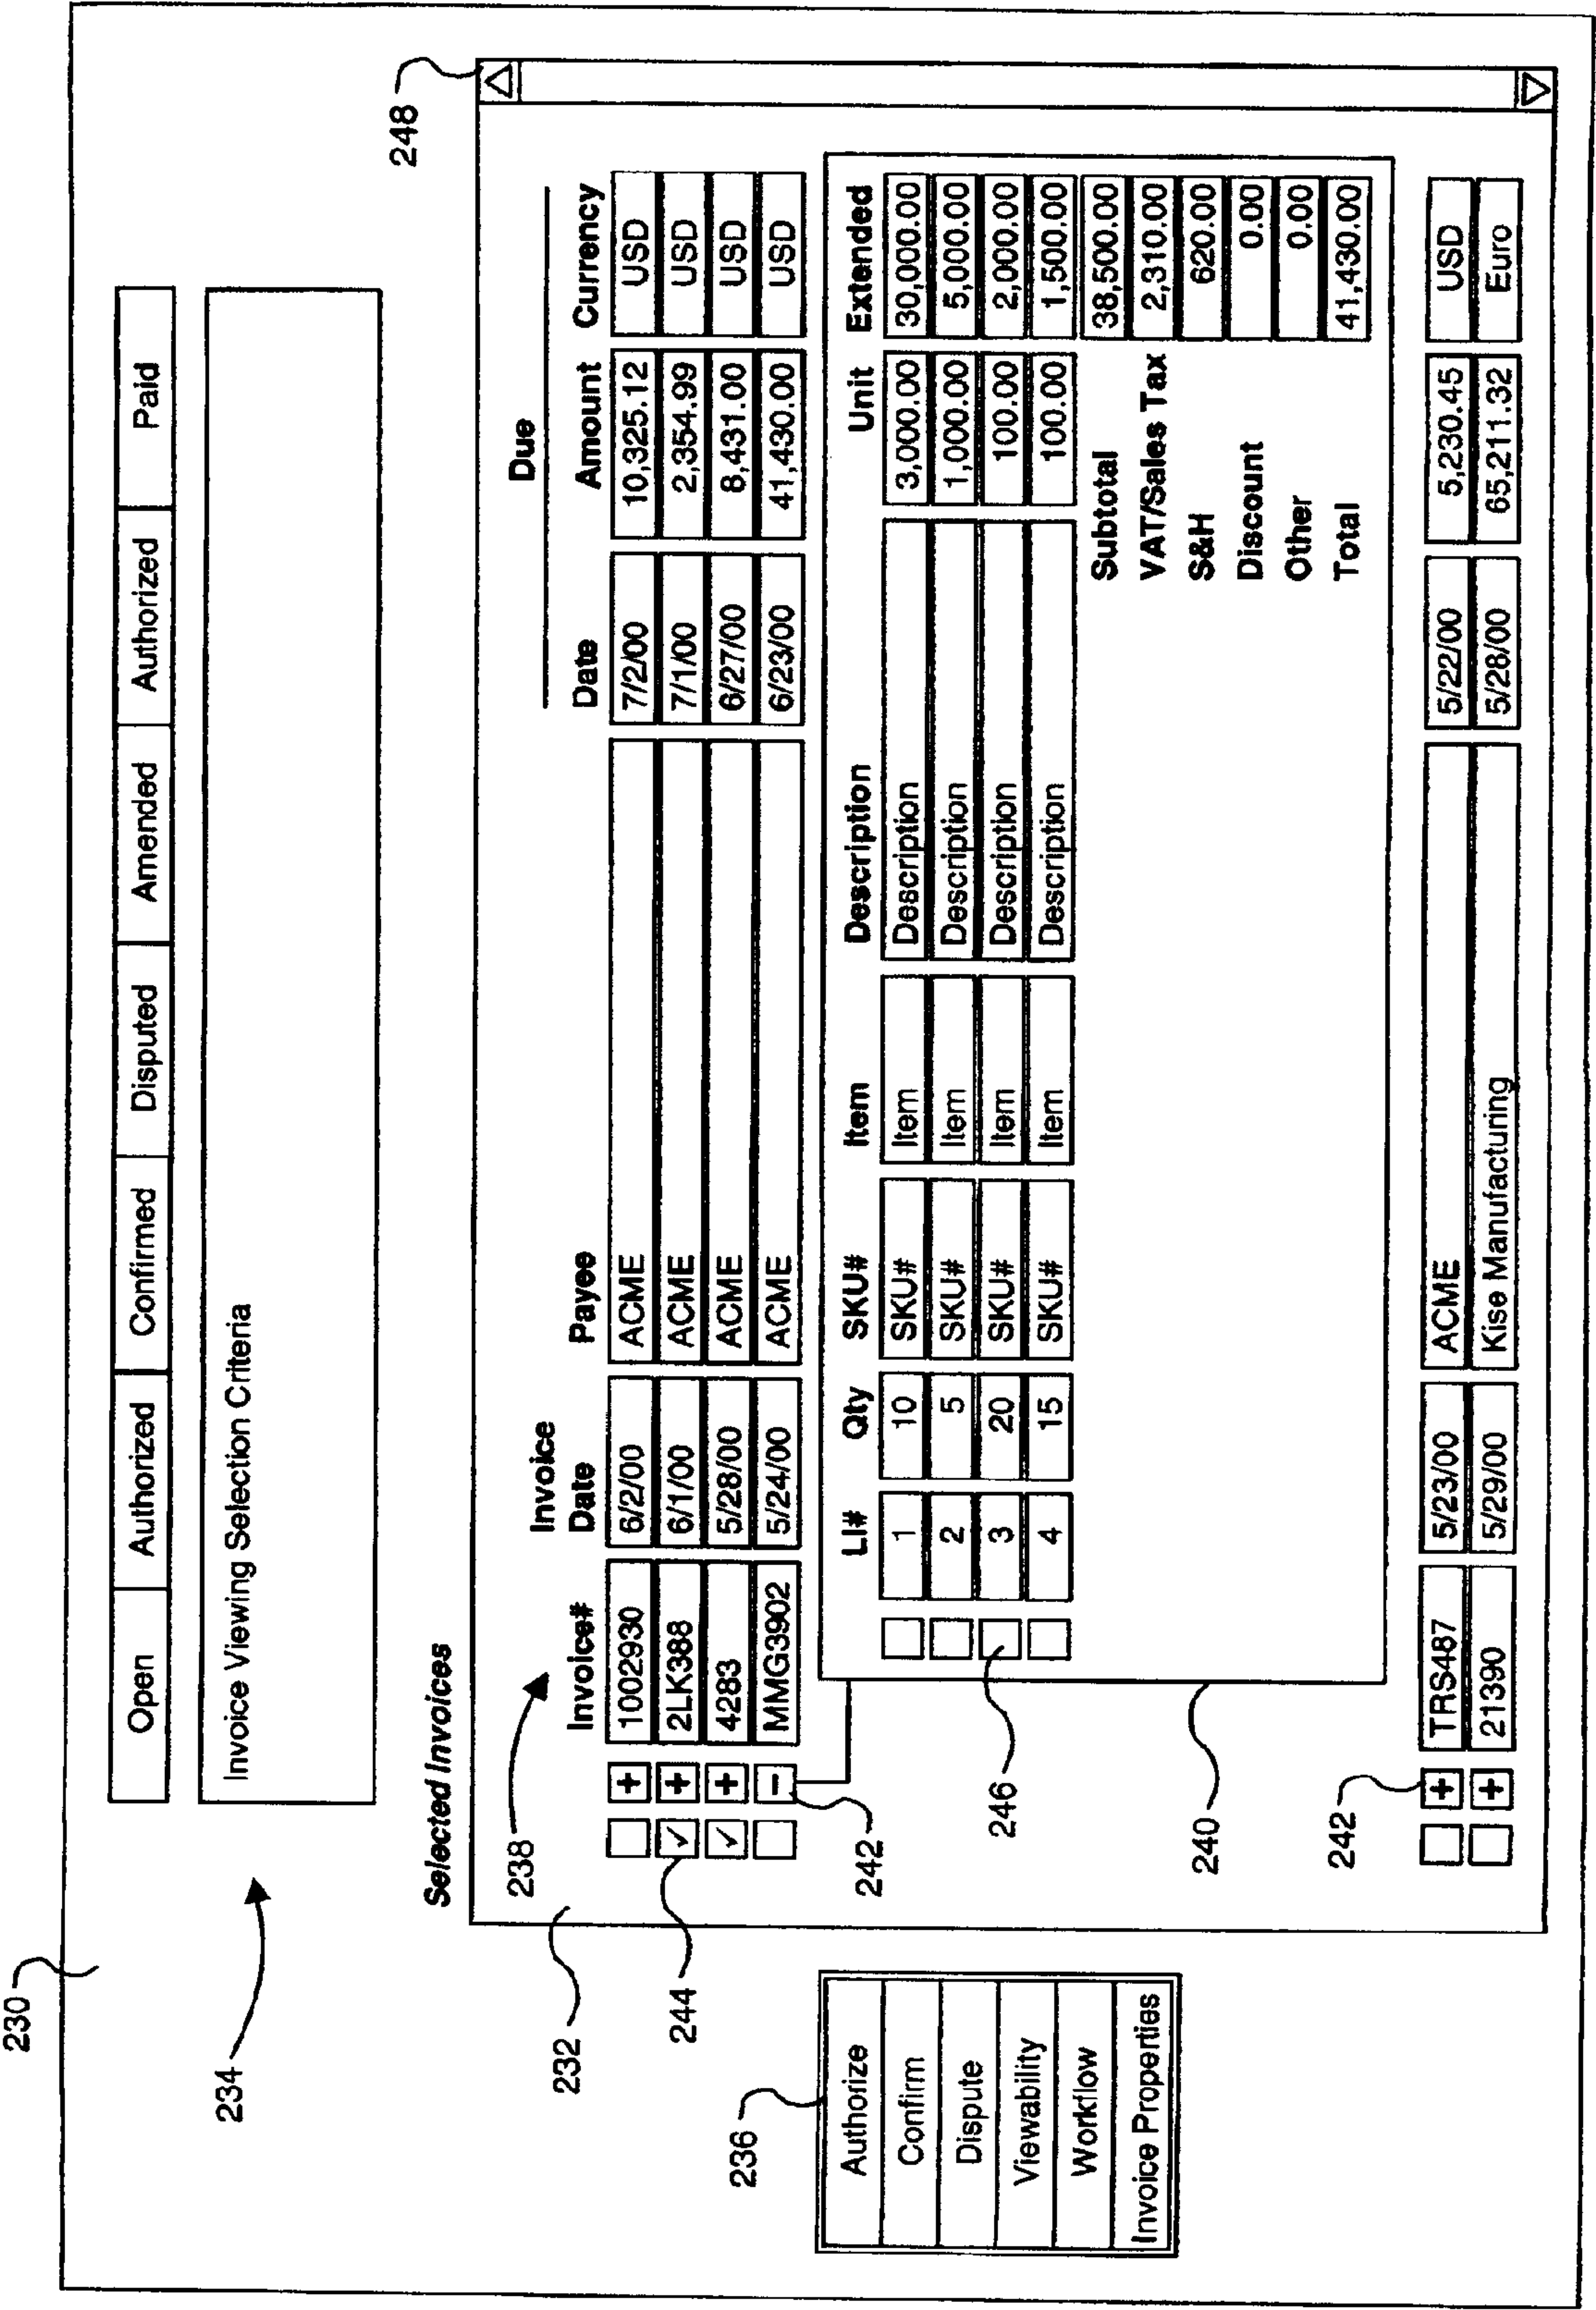 230
Open Authorized Confirmed Disputed Amended Authorized Paid
234
Invoice Viewing Selection Criteria
248
Selected Invoices
232
238
Due
Invoice
Invoice# Date Payee Date Amount Currency
+ 1002930 6/2/00 ACME 7/2/00 10,325.12 USD
244
✓ + 2LK388 6/1/00 ACME 7/1/00 2,354.99 USD
✓ + 4283 5/28/00 ACME 6/27/00 8,431.00 USD
− MMG3902 5/24/00 ACME 6/23/00 41,430.00 USD
242
236
Authorize
Confirm
Dispute
Viewability
Workflow
Invoice Properties
LI# Qty SKU# Item Description Unit Extended
1 10 SKU# Item Description 3,000.00 30,000.00
2 5 SKU# Item Description 1,000.00 5,000.00
3 20 SKU# Item Description 100.00 2,000.00
4 15 SKU# Item Description 100.00 1,500.00
246
Subtotal 38,500.00
VAT/Sales Tax 2,310.00
S&H 620.00
Discount 0.00
Other 0.00
Total 41,430.00
240
242
+ TRS487 5/23/00 ACME 5/22/00 5,230.45 USD
+ 21390 5/29/00 Kise Manufacturing 5/28/00 65,211.32 Euro